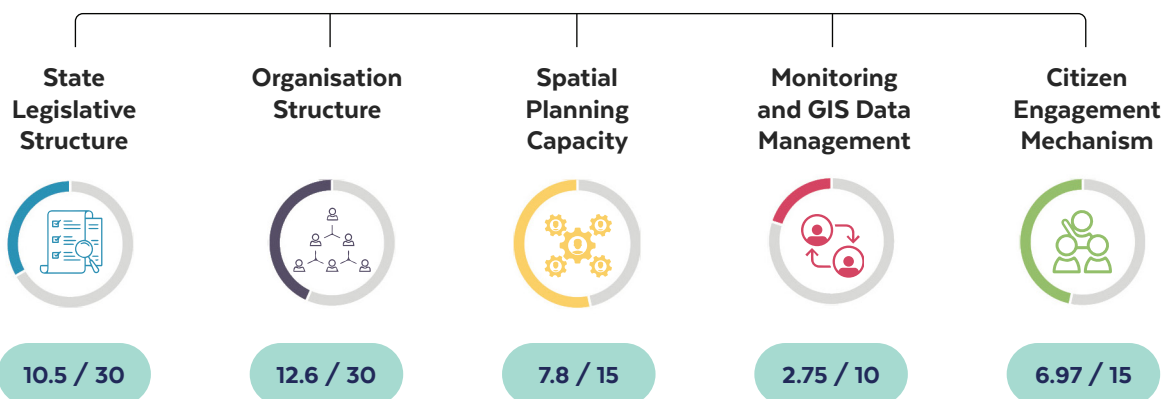 State
Legislative
Structure
Organisation
Structure
Spatial
Planning
Capacity
Monitoring
and GIS Data
Management
Citizen
Engagement
Mechanism
10.5 / 30
12.6 / 30
7.8 / 15
2.75 / 10
6.97 / 15